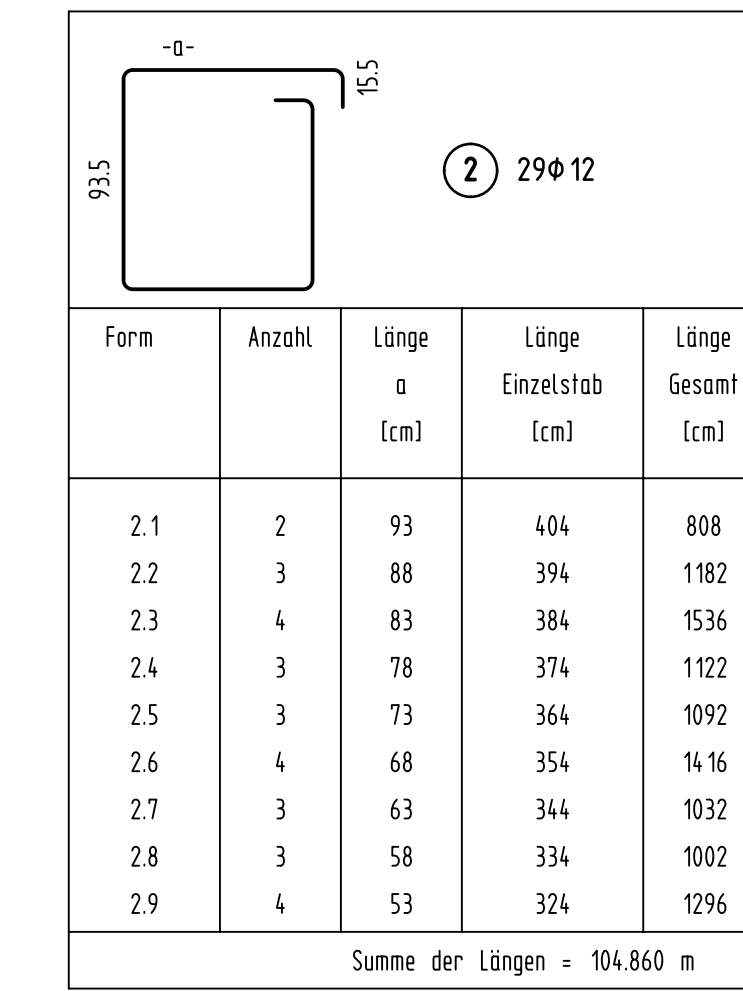 -a-
15.5
93.5
2 29Φ12
Form Anzahl Länge Länge Länge
a Einzelstab Gesamt
[cm] [cm] [cm]
2.1 2 93 404 808
2.2 3 88 394 1182
2.3 4 83 384 1536
2.4 3 78 374 1122
2.5 3 73 364 1092
2.6 4 68 354 1416
2.7 3 63 344 1032
2.8 3 58 334 1002
2.9 4 53 324 1296
Summe der Längen = 104.860 m